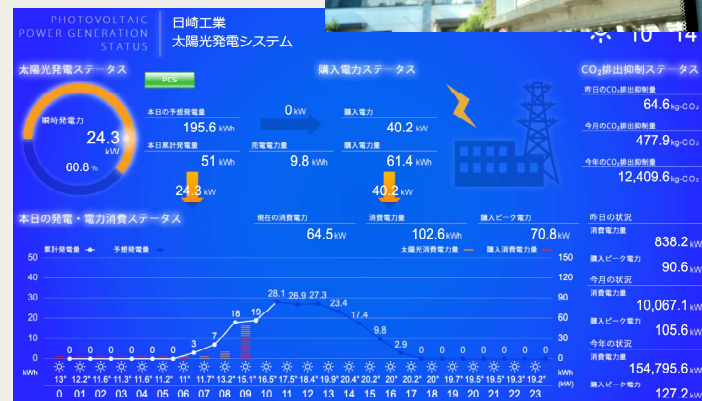 PHOTOVOLTAIC
POWER GENERATION
STATUS
日崎工業
太陽光発電システム
10 14
太陽光発電ステータス
PCS
購入電力ステータス
CO₂排出抑制ステータス
瞬時発電力
24.3
kW
60.8 %
本日の予想発電量
195.6 kWh
0 kW
購入電力
40.2 kW
本日累計発電量
51 kWh
充電電力量
9.8 kWh
購入電力量
61.4 kWh
24.3 kW
40.2 kW
昨日のCO₂排出抑制量
64.6 kg-CO₂
今月のCO₂排出抑制量
477.9 kg-CO₂
今年のCO₂排出抑制量
12,409.6 kg-CO₂
本日の発電・電力消費ステータス
現在の消費電力
64.5 kW
消費電力量
102.6 kWh
購入ピーク電力
70.8 kW
累計発電量 予想発電量
太陽光消費電力量 購入消費電力量
50 40 30 20 10 0
kWh
150 120 90 60 30 0
kWh
(kW)
0 0 0 0 0 0 3 7 18 19 28.1 26.9 27.3 23.4 17.4 9.8 2.9 0 0 0 0 0 0 0
13° 12.2° 11.6° 11.3° 11.6° 11.2° 11° 11.7° 13.2° 15.1° 16.5° 17.5° 18.4° 19.9° 20.4° 20.2° 20° 20.2° 20° 19.7° 19.5° 19.5° 19.3° 19.2°
0 01 02 03 04 05 06 07 08 09 10 11 12 13 14 15 16 17 18 19 20 21 22 23
昨日の状況
消費電力量
838.2 kW
購入ピーク電力
90.6 kW
今月の状況
消費電力量
10,067.1 kW
購入ピーク電力
105.6 kW
今年の状況
消費電力量
154,795.6 kW
購入ピーク電力
127.2 kW